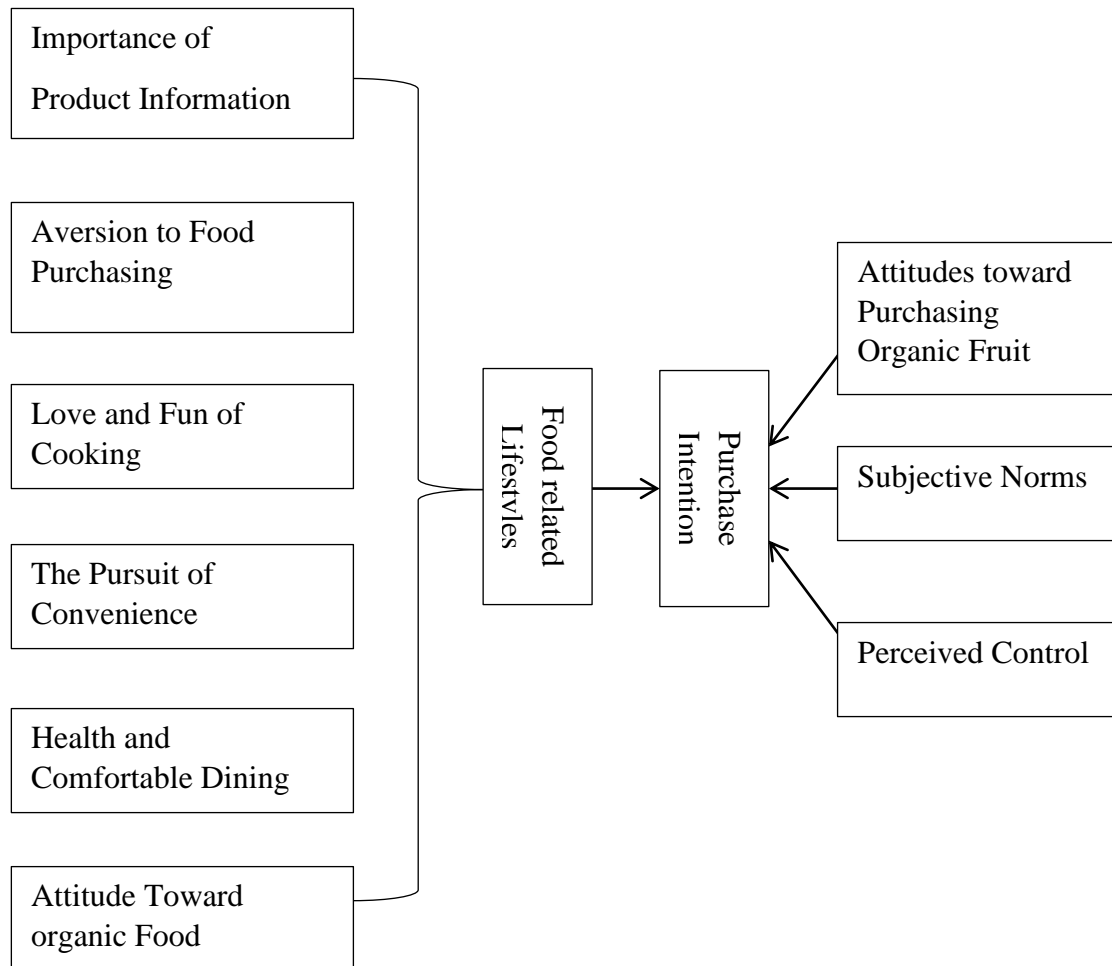 Importance of
Product Information
Aversion to Food
Purchasing
Love and Fun of
Cooking
The Pursuit of
Convenience
Health and
Comfortable Dining
Attitude Toward
organic Food
Food related
Lifestyles
Purchase
Intention
Attitudes toward
Purchasing
Organic Fruit
Subjective Norms
Perceived Control